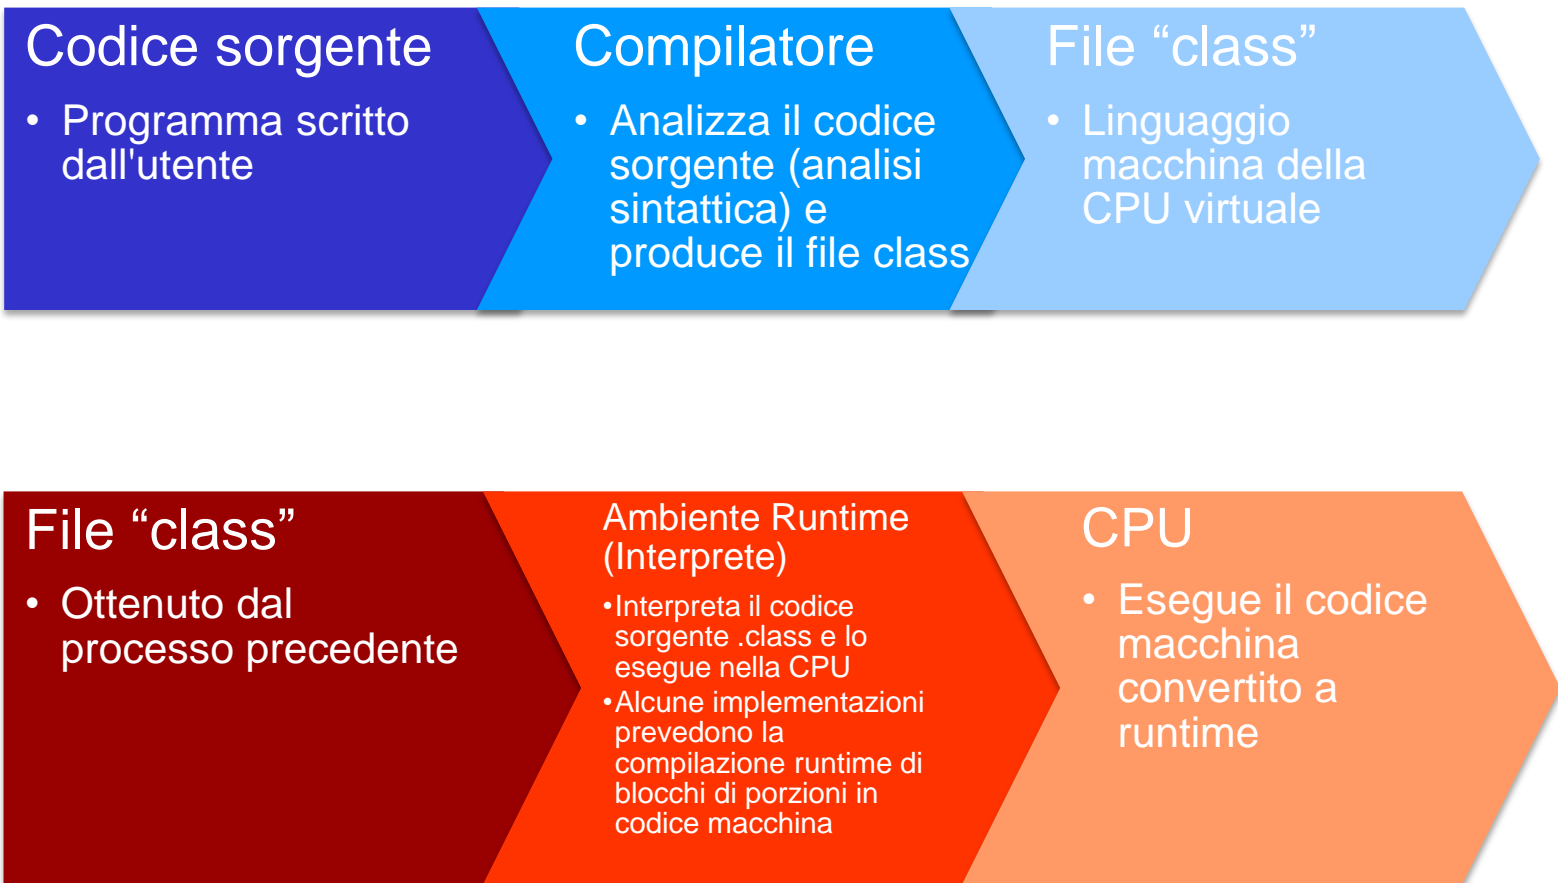 Codice sorgente
• Programma scritto
dall'utente
Compilatore
• Analizza il codice
sorgente (analisi
sintattica) e
produce il file class
File “class”
• Linguaggio
macchina della
CPU virtuale
File “class”
• Ottenuto dal
processo precedente
Ambiente Runtime
(Interprete)
•Interpreta il codice
sorgente .class e lo
esegue nella CPU
•Alcune implementazioni
prevedono la
compilazione runtime di
blocchi di porzioni in
codice macchina
CPU
• Esegue il codice
macchina
convertito a
runtime